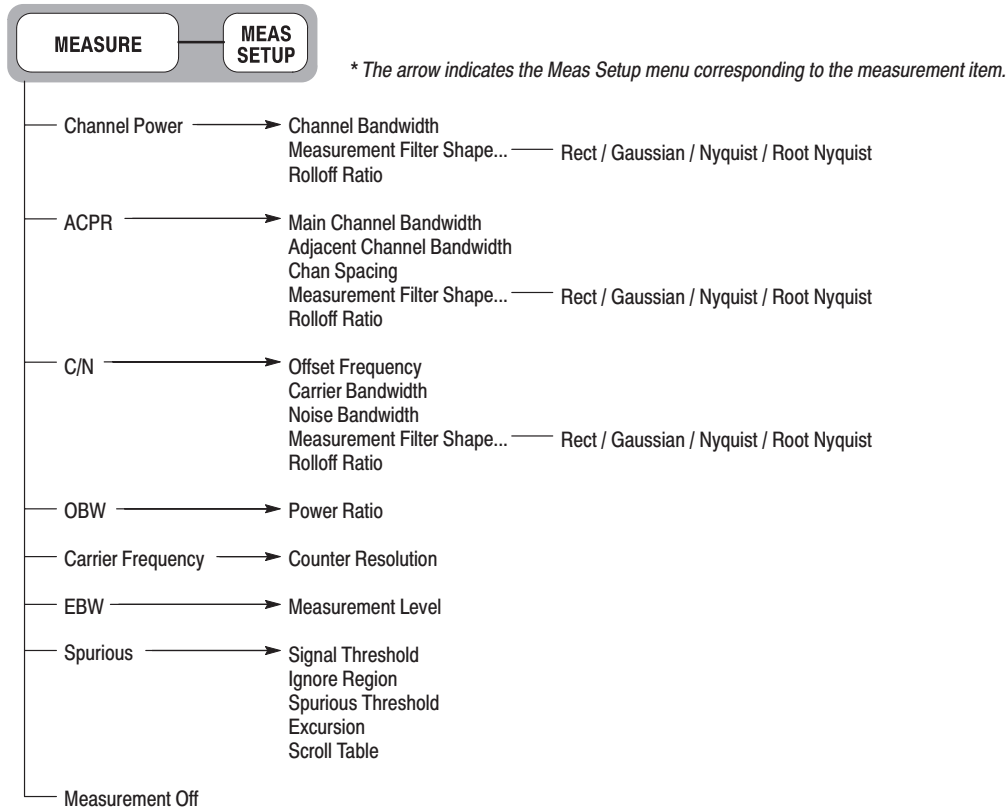 MEASURE
MEAS
SETUP
* The arrow indicates the Meas Setup menu corresponding to the measurement item.
Channel Power
Channel Bandwidth
Measurement Filter Shape... Rect / Gaussian / Nyquist / Root Nyquist
Rolloff Ratio
ACPR
Main Channel Bandwidth
Adjacent Channel Bandwidth
Chan Spacing
Measurement Filter Shape... Rect / Gaussian / Nyquist / Root Nyquist
Rolloff Ratio
C/N
Offset Frequency
Carrier Bandwidth
Noise Bandwidth
Measurement Filter Shape... Rect / Gaussian / Nyquist / Root Nyquist
Rolloff Ratio
OBW
Power Ratio
Carrier Frequency
Counter Resolution
EBW
Measurement Level
Spurious
Signal Threshold
Ignore Region
Spurious Threshold
Excursion
Scroll Table
Measurement Off